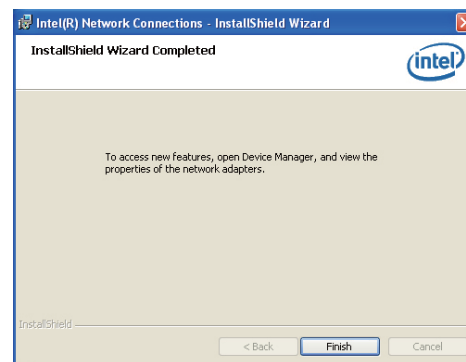 Intel(R) Network Connections - InstallShield Wizard
InstallShield Wizard Completed
intel
To access new features, open Device Manager, and view the
properties of the network adapters.
InstallShield
< Back
Finish
Cancel